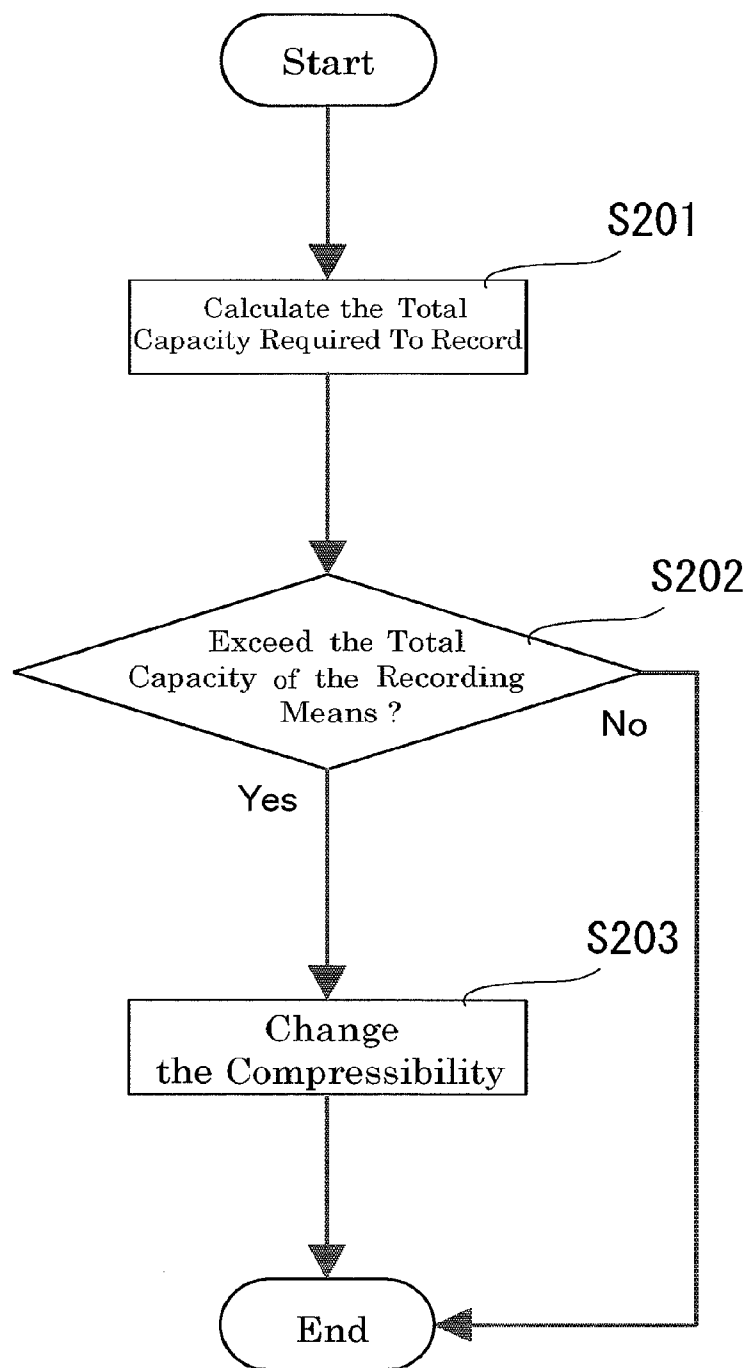 Start
S201
Calculate the Total
Capacity Required To Record
S202
Exceed the Total
Capacity of the Recording
Means ?
No
Yes
S203
Change
the Compressibility
End